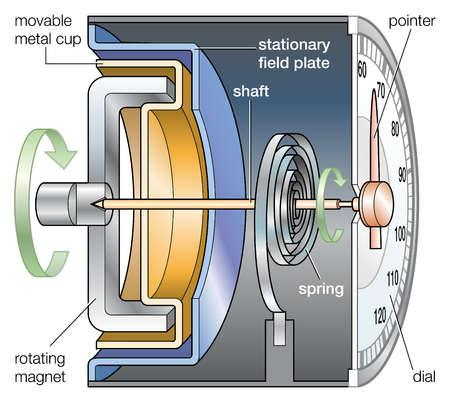 movable
metal cup
stationary
field plate
pointer
shaft
60
70
80
90
100
110
120
spring
rotating
magnet
dial